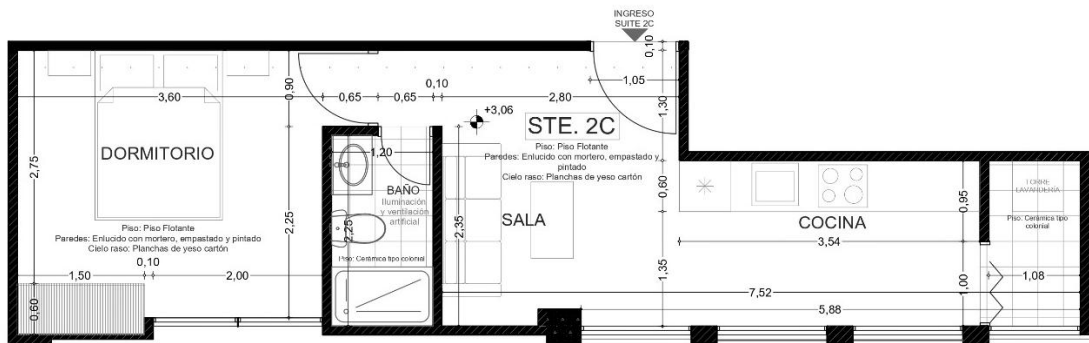 INGRESO
SUITE 2C
0,10
1,05
0,90
0,65
0,65
0,10
2,80
1,30
3,60
+3,06
STE. 2C
Piso: Piso Flotante
Paredes: Enlucido con mortero, empastado y
pintado
Cielo raso: Planchas de yeso cartón
DORMITORIO
2,75
1,20
BAÑO
Iluminación
y ventilación
artificial
0,60
TORRE
LAVANDERÍA
Piso: Cerámica tipo
colonial
0,95
SALA
COCINA
3,54
Piso: Piso Flotante
Paredes: Enlucido con mortero, empastado y pintado
Cielo raso: Planchas de yeso cartón
2,25
2,25
2,35
Piso: Cerámica tipo colonial
1,50
0,10
2,00
1,35
1,00
1,08
7,52
5,88
0,60